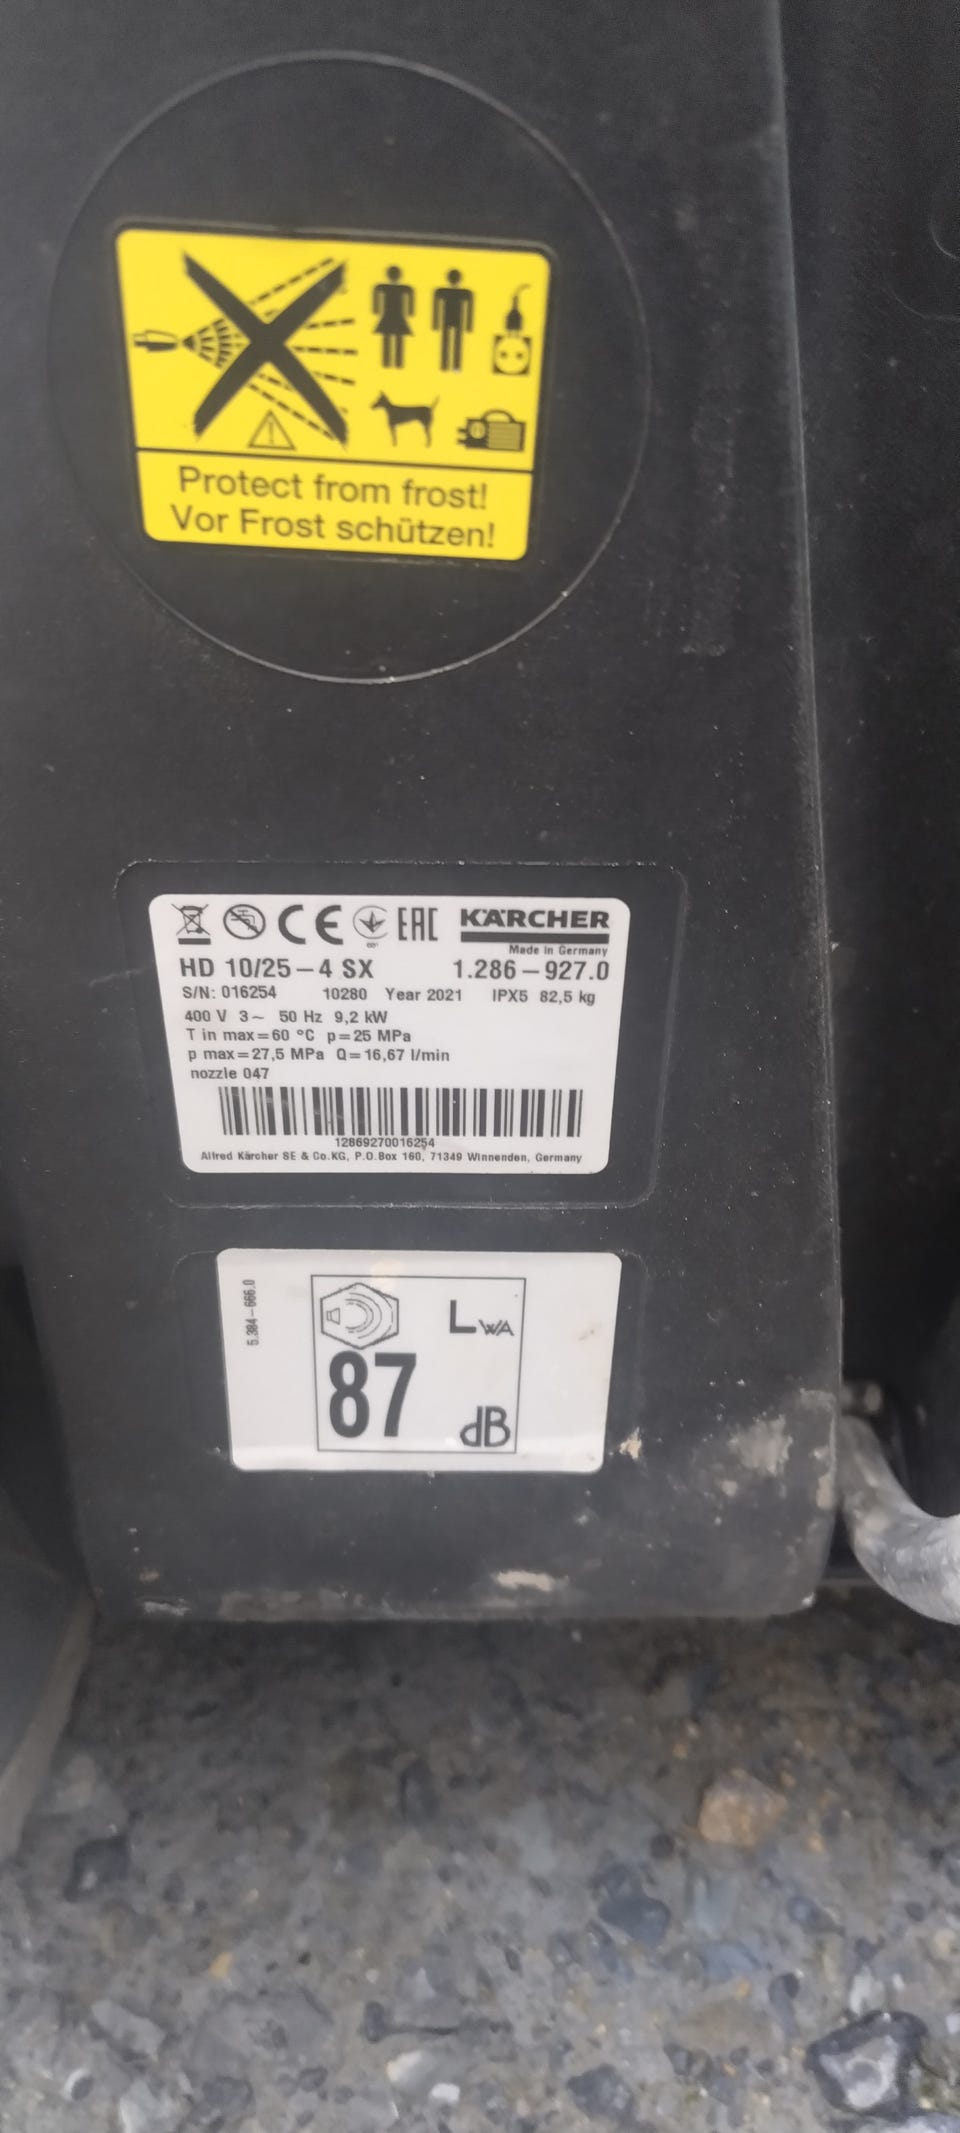 Protect from frost!
Vor Frost schützen!
CE EAC KÄRCHER
Made in Germany
HD 10/25-4 SX 1.286-927.0
S/N: 016254 10280 Year 2021 IPX5 82,5 kg
400 V 3~ 50 Hz 9,2 kW
T in max=60 °C p=25 MPa
p max=27,5 MPa Q=16,67 l/min
nozzle 047
12869270016254
Alfred Kärcher SE & Co.KG, P.O.Box 160, 71349 Winnenden, Germany
5.384-666.0
LWA
87 dB